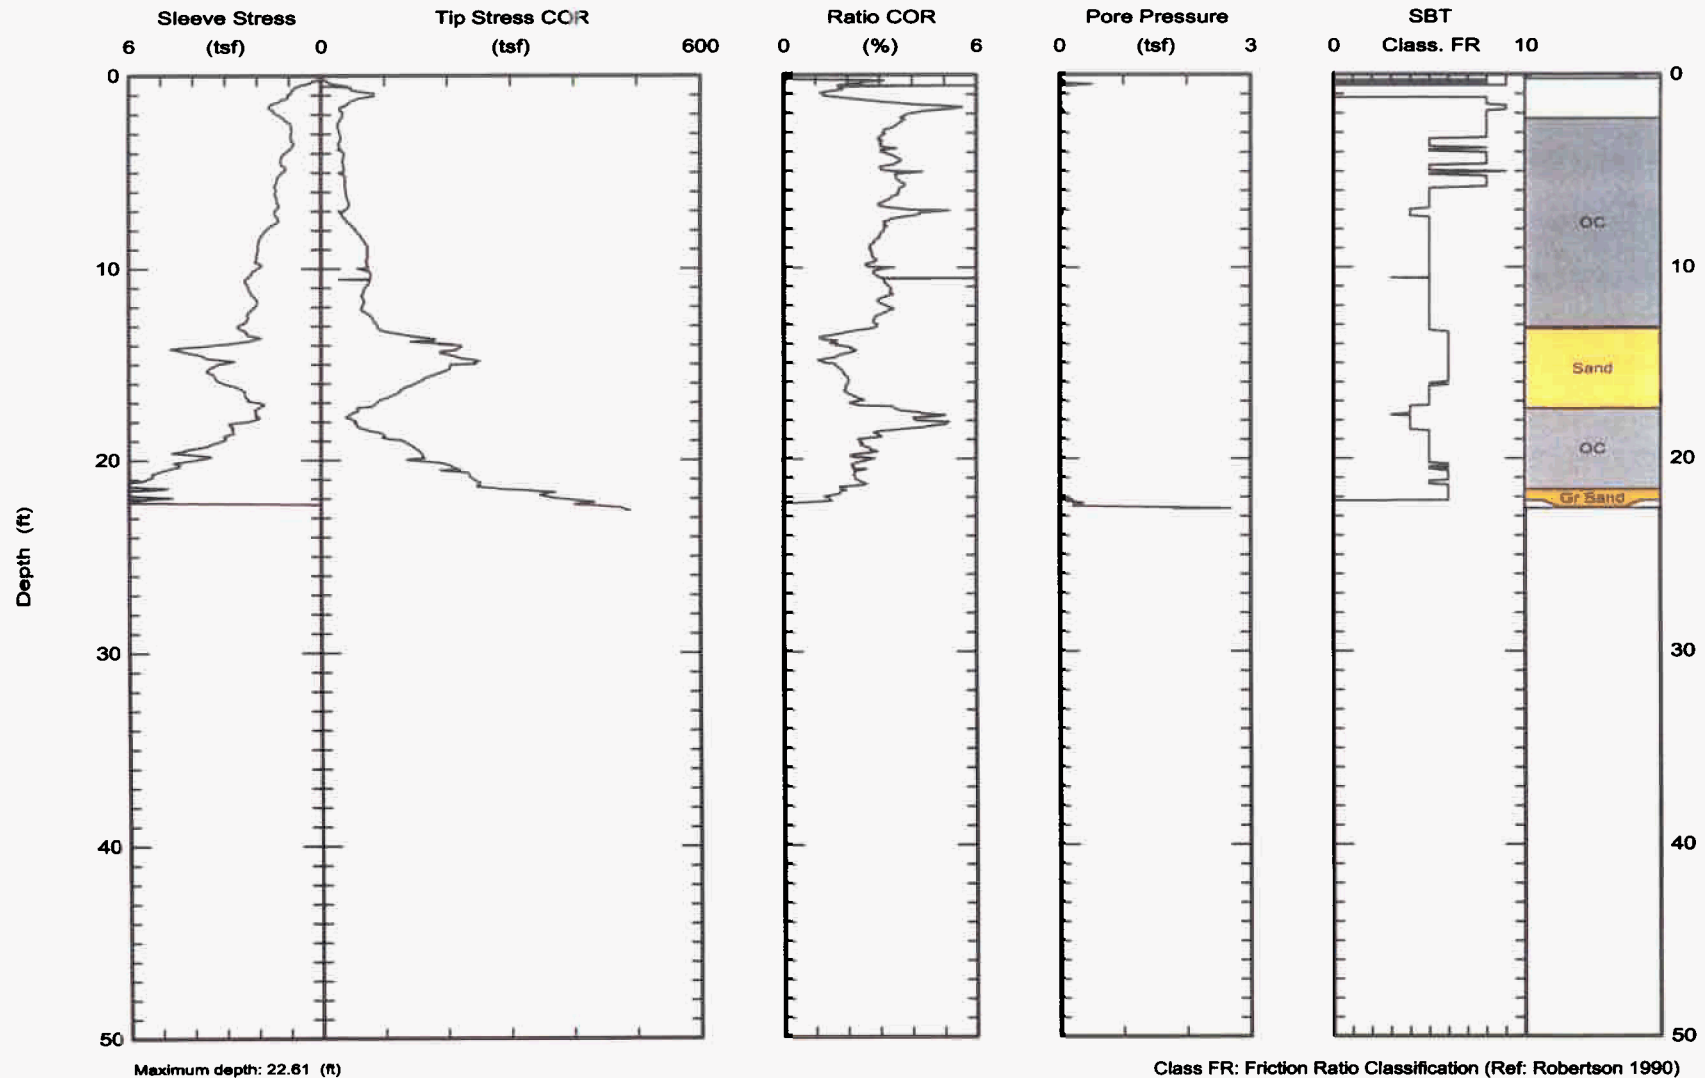 Sleeve Stress Tip Stress COR Ratio COR Pore Pressure SBT
6 (tsf) 0 (tsf) 600 0 (%) 6 0 (tsf) 3 0 Class. FR 10
0 0
OC
10 10
Sand
OC
20 20
Gr Sand
Depth (ft)
30 30
40 40
50 50
Maximum depth: 22.61 (ft) Class FR: Friction Ratio Classification (Ref: Robertson 1990)